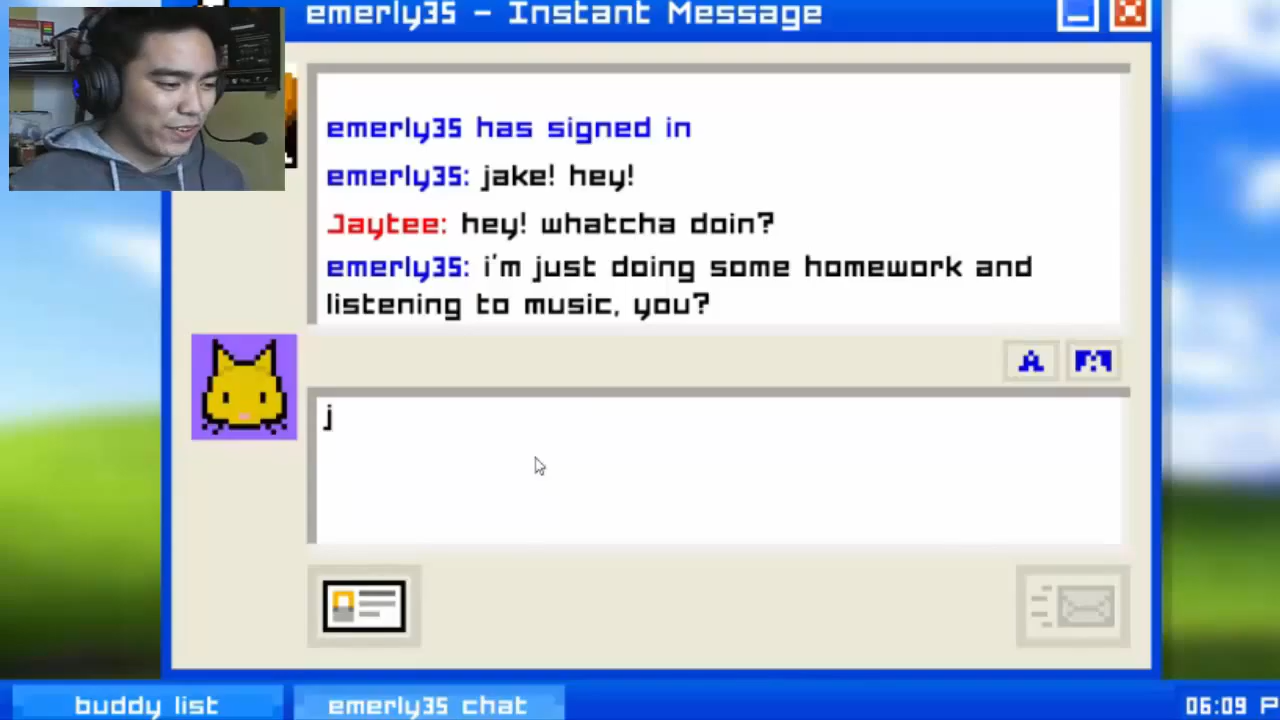 emerly35 - Instant Message
emerly35 has signed in
emerly35: jake! hey!
Jaytee: hey! whatcha doin?
emerly35: i'm just doing some homework and
listening to music, you?
A
j
buddy list
emerly35 chat
06:09 P